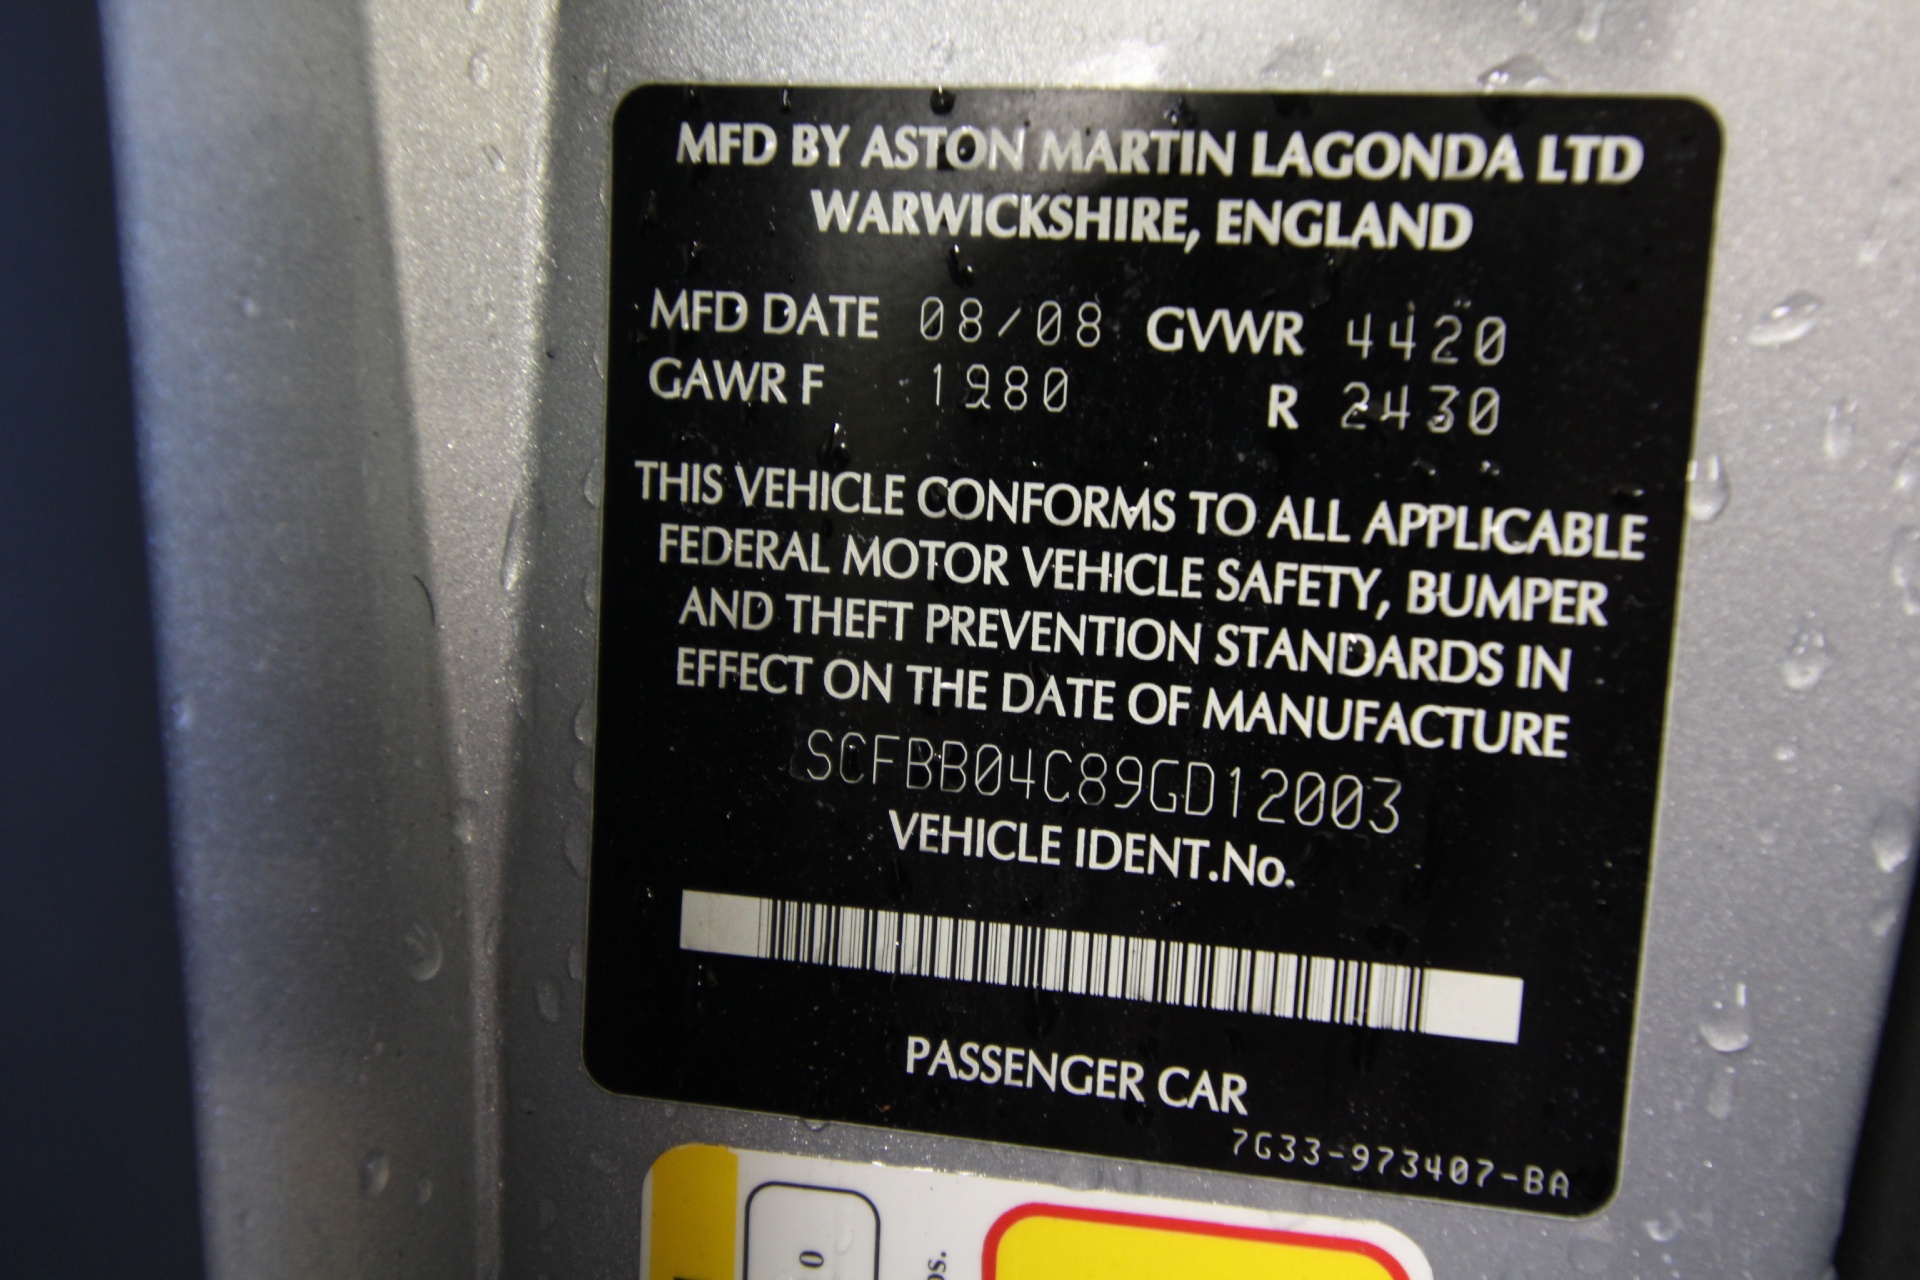 MFD BY ASTON MARTIN LAGONDA LTD
WARWICKSHIRE, ENGLAND
MFD DATE 08/08 GVWR 4420
GAWR F 1980 R 2430
THIS VEHICLE CONFORMS TO ALL APPLICABLE
FEDERAL MOTOR VEHICLE SAFETY, BUMPER
AND THEFT PREVENTION STANDARDS IN
EFFECT ON THE DATE OF MANUFACTURE
SCFBB04C89GD12003
VEHICLE IDENT.No.
PASSENGER CAR
7G33-973407-BA
0